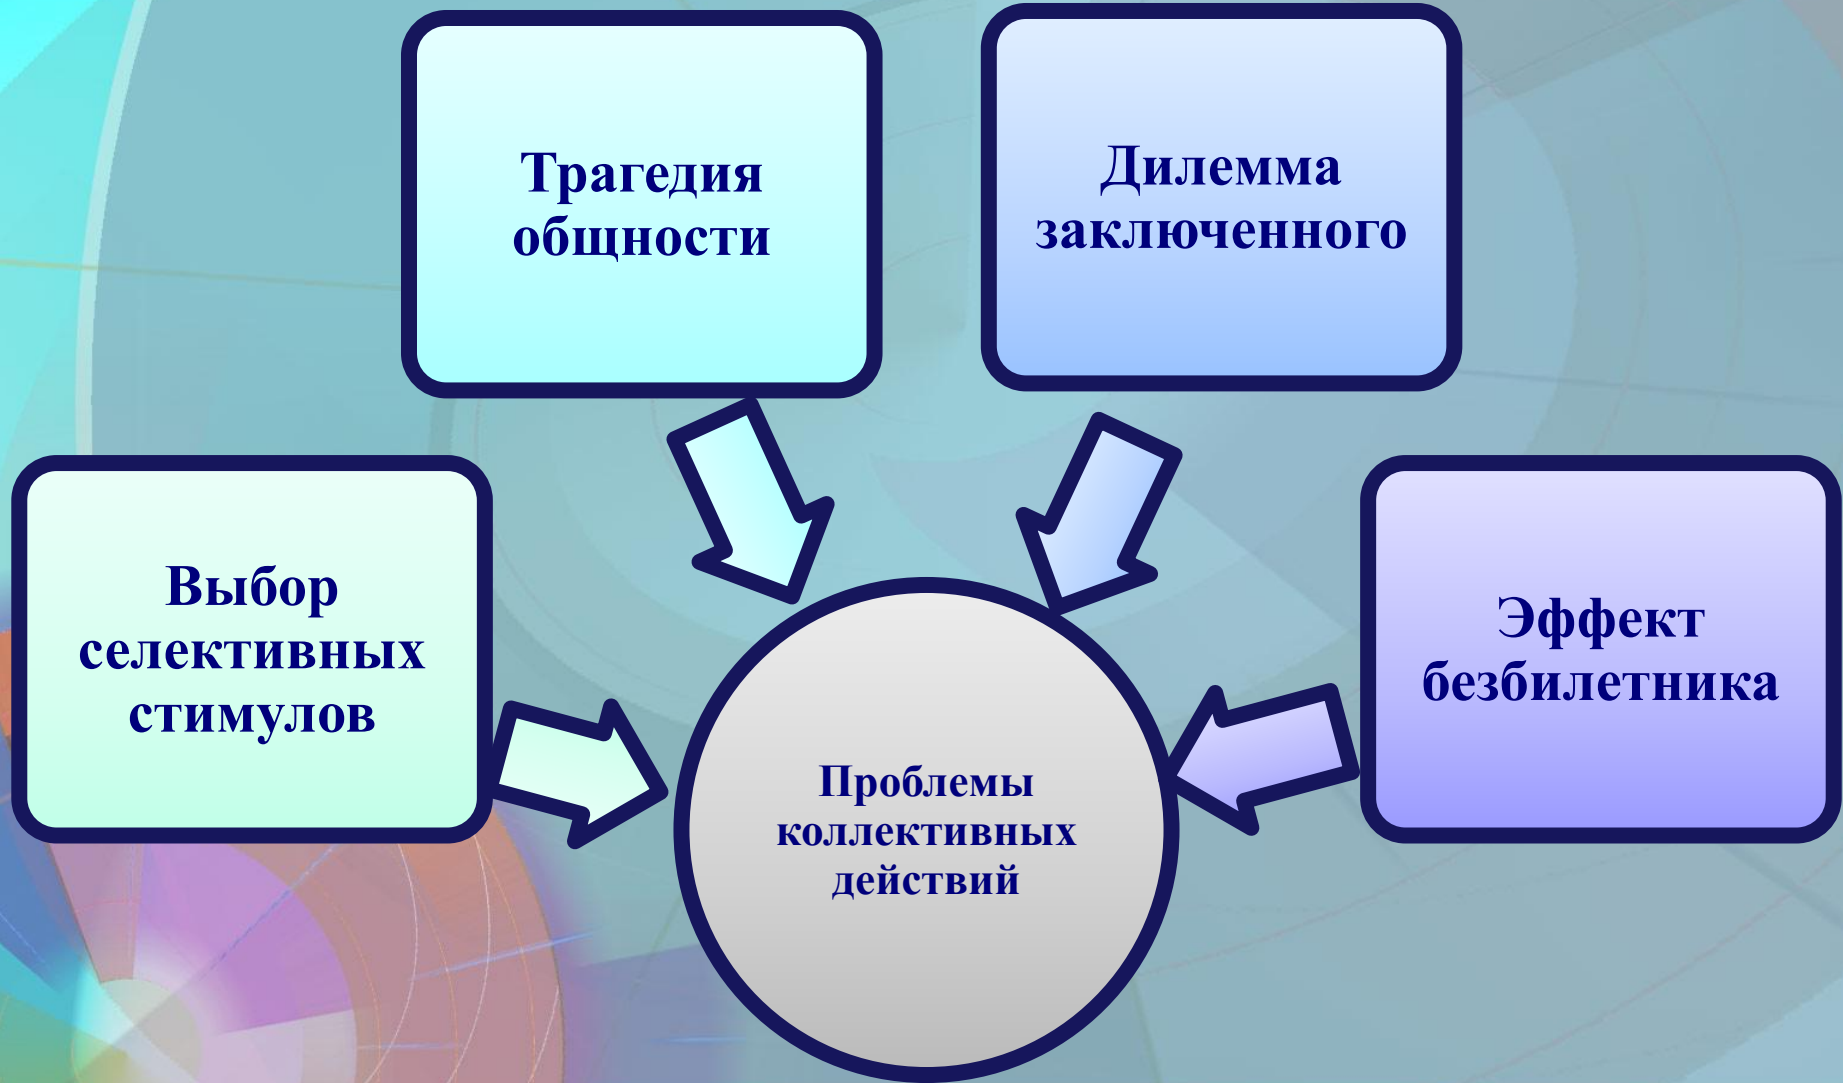 Трагедия
общности
Дилемма
заключенного
Выбор
селективных
стимулов
Эффект
безбилетника
Проблемы
коллективных
действий